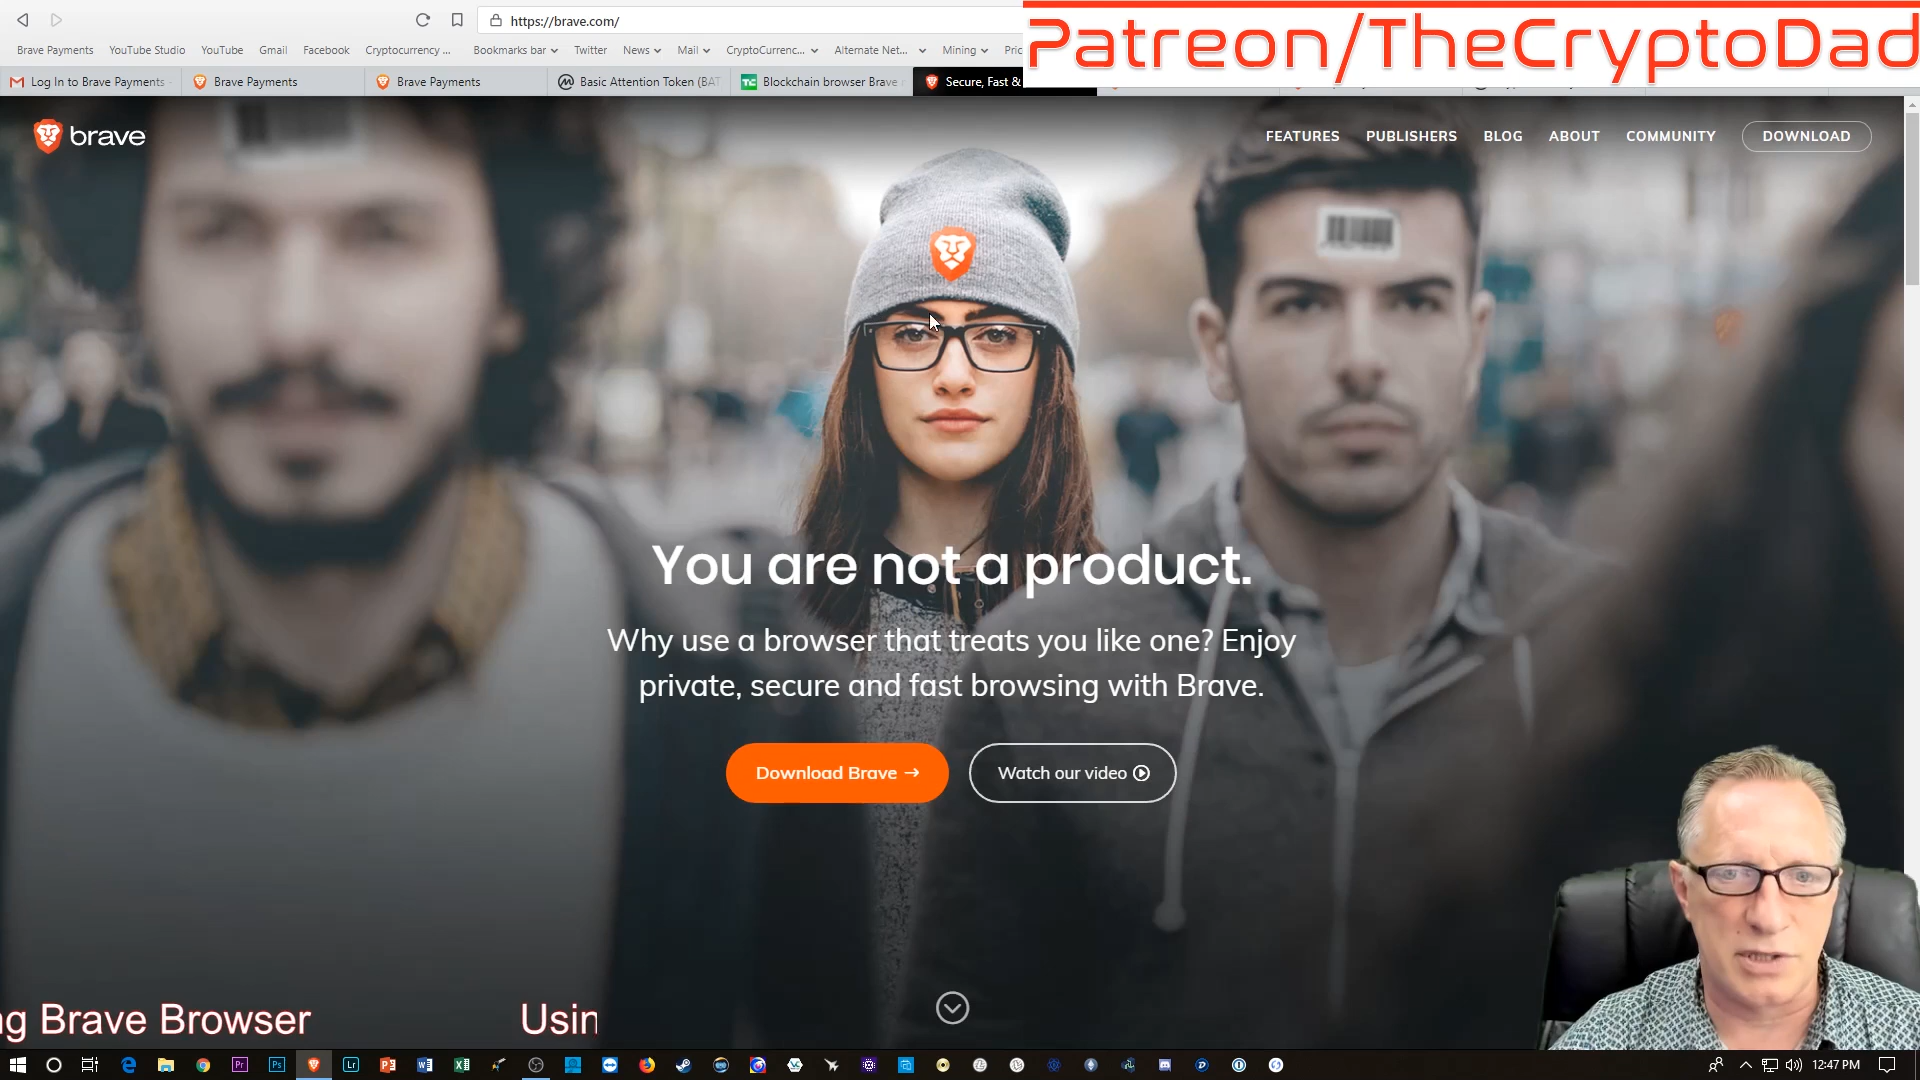 https://brave.com/
Patreon/TheCryptoDad
Brave Payments YouTube Studio YouTube Gmail Facebook Cryptocurrency ... Bookmarks bar Twitter News Mail CryptoCurrenc... Alternate Net... Mining Pric
Log In to Brave Payments Brave Payments Brave Payments Basic Attention Token (BAT Blockchain browser Brave Secure, Fast &
brave FEATURES PUBLISHERS BLOG ABOUT COMMUNITY DOWNLOAD
You are not a product.
Why use a browser that treats you like one? Enjoy
private, secure and fast browsing with Brave.
Download Brave → Watch our video
ng Brave Browser Usin
12:47 PM